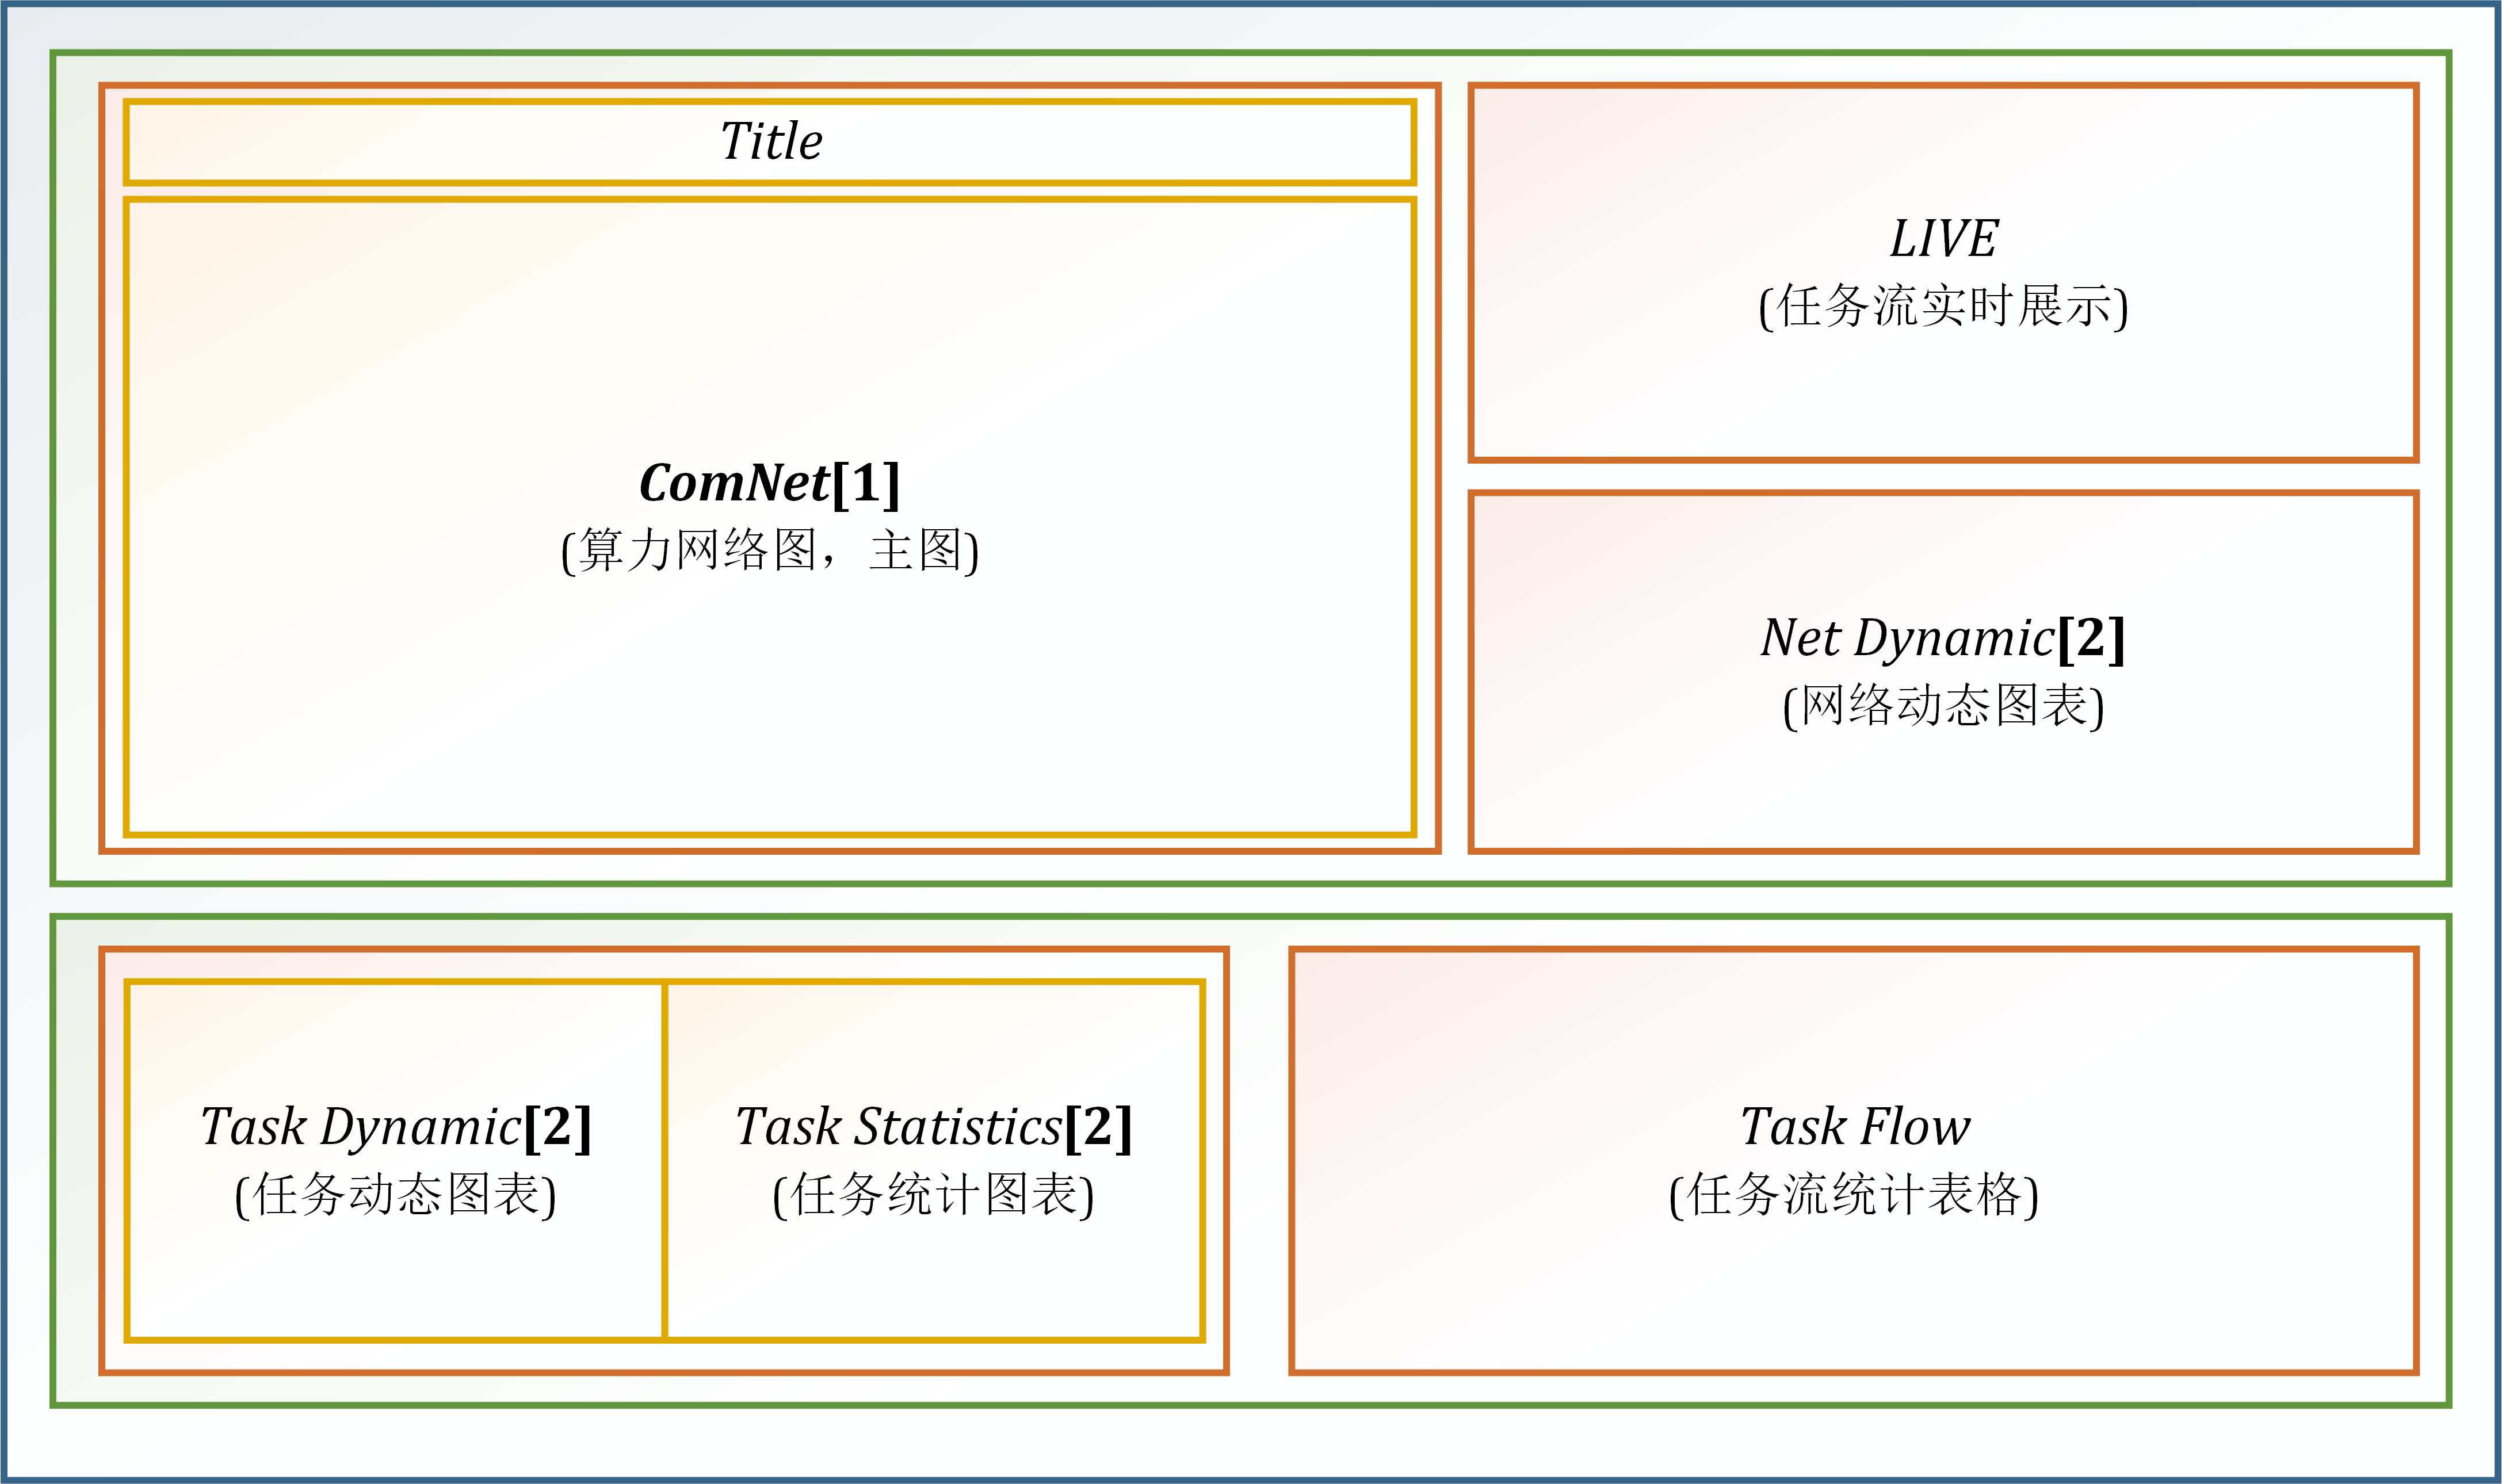 Title
ComNet[1]
(算力网络图，主图)
LIVE
(任务流实时展示)
Net Dynamic[2]
(网络动态图表)
Task Dynamic[2]
(任务动态图表)
Task Statistics[2]
(任务统计图表)
Task Flow
(任务流统计表格)